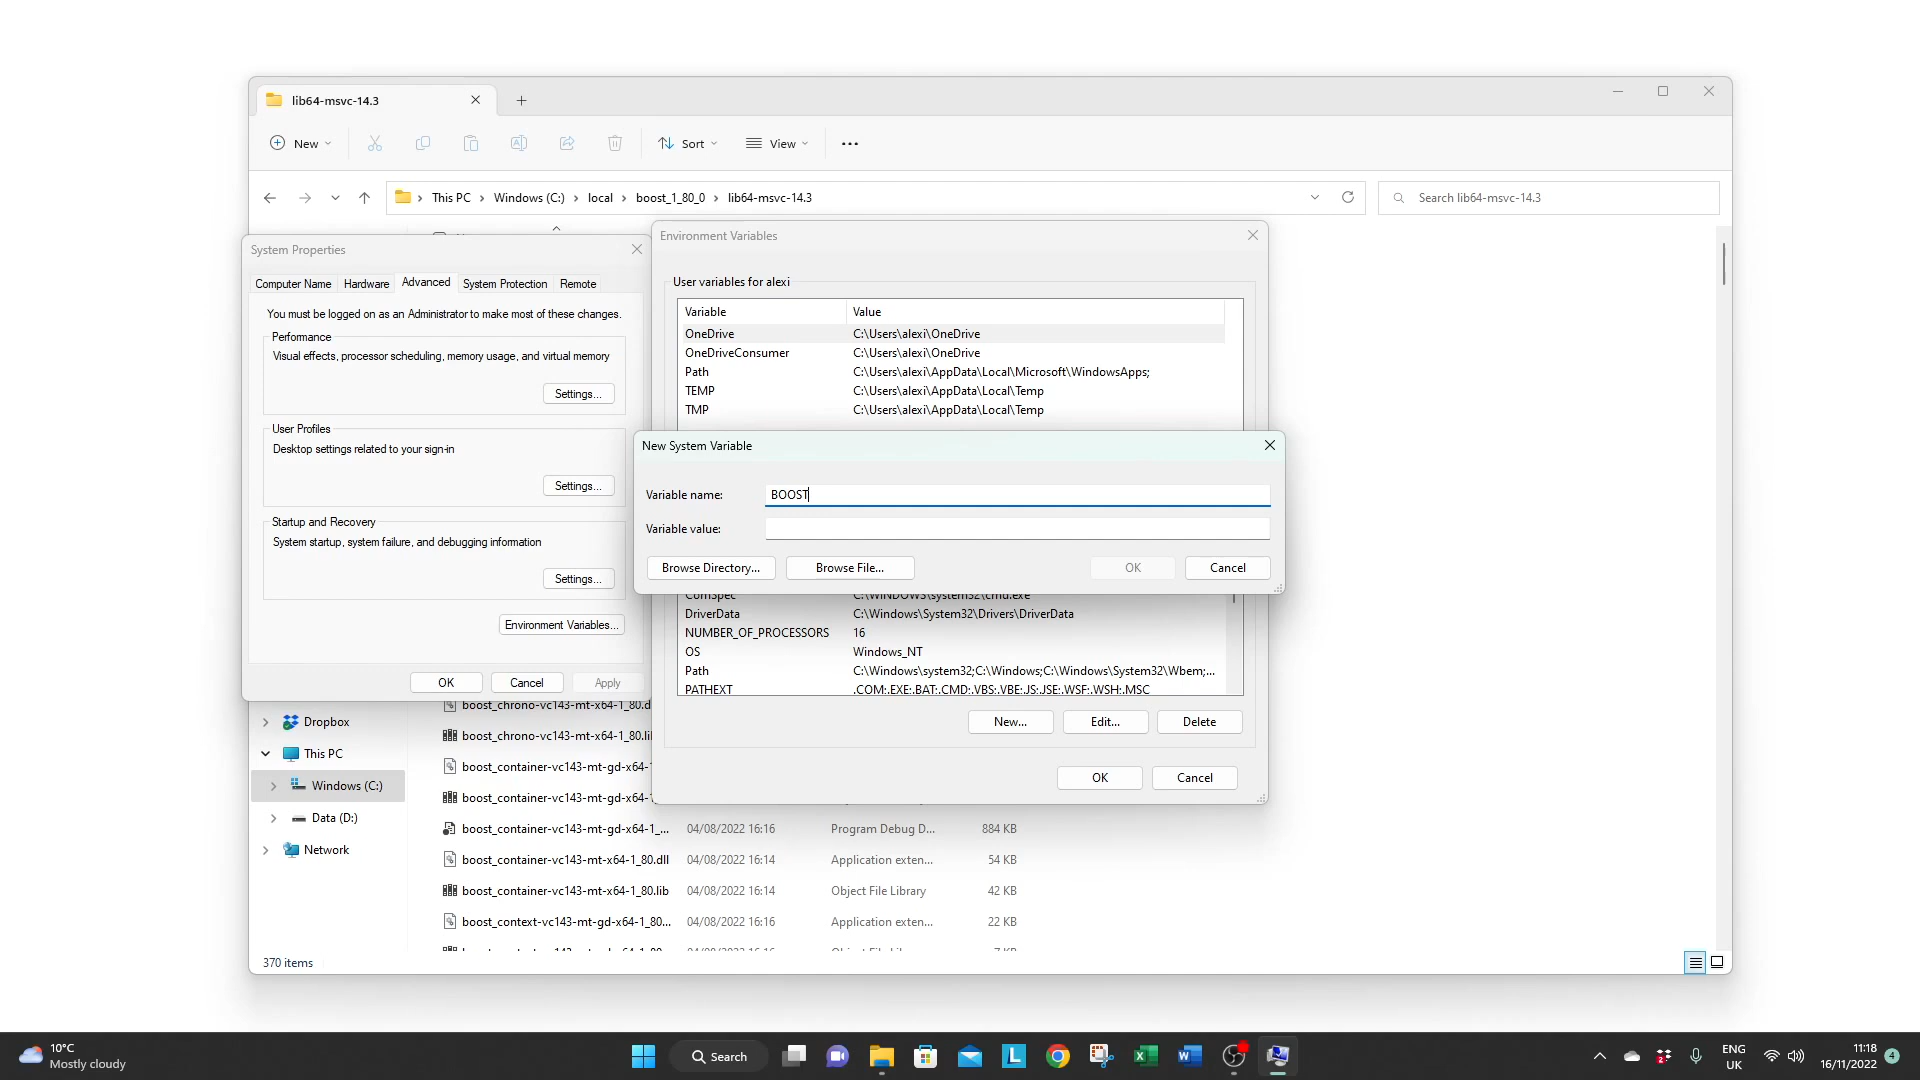 lib64-msvc-14.3
New
Sort
View
This PC > Windows (C:) > local > boost_1_80_0 > lib64-msvc-14.3
Search lib64-msvc-14.3
System Properties
Computer Name Hardware Advanced System Protection Remote
You must be logged on as an Administrator to make most of these changes.
Performance
Visual effects, processor scheduling, memory usage, and virtual memory
Settings...
User Profiles
Desktop settings related to your sign-in
Settings...
Startup and Recovery
System startup, system failure, and debugging information
Settings...
Environment Variables...
OK Cancel Apply
Environment Variables
User variables for alexi
Variable Value
OneDrive C:\Users\alexi\OneDrive
OneDriveConsumer C:\Users\alexi\OneDrive
Path C:\Users\alexi\AppData\Local\Microsoft\WindowsApps;
TEMP C:\Users\alexi\AppData\Local\Temp
TMP C:\Users\alexi\AppData\Local\Temp
New System Variable
Variable name: BOOST
Variable value:
Browse Directory... Browse File... OK Cancel
ComSpec C:\WINDOWS\system32\cmd.exe
DriverData C:\Windows\System32\Drivers\DriverData
NUMBER_OF_PROCESSORS 16
OS Windows_NT
Path C:\Windows\system32;C:\Windows;C:\Windows\System32\Wbem;...
PATHEXT .COM;.EXE;.BAT;.CMD;.VBS;.VBE;.JS;.JSE;.WSF;.WSH;.MSC
New... Edit... Delete
OK Cancel
Dropbox
This PC
Windows (C:)
Data (D:)
Network
boost_chrono-vc143-mt-x64-1_80.d
boost_chrono-vc143-mt-x64-1_80.li
boost_container-vc143-mt-gd-x64-
boost_container-vc143-mt-gd-x64-
boost_container-vc143-mt-gd-x64-1_... 04/08/2022 16:16 Program Debug D... 884 KB
boost_container-vc143-mt-x64-1_80.dll 04/08/2022 16:14 Application exten... 54 KB
boost_container-vc143-mt-x64-1_80.lib 04/08/2022 16:14 Object File Library 42 KB
boost_context-vc143-mt-gd-x64-1_80... 04/08/2022 16:16 Application exten... 22 KB
370 items
10°C
Mostly cloudy
Search
ENG
UK
11:18
16/11/2022
4